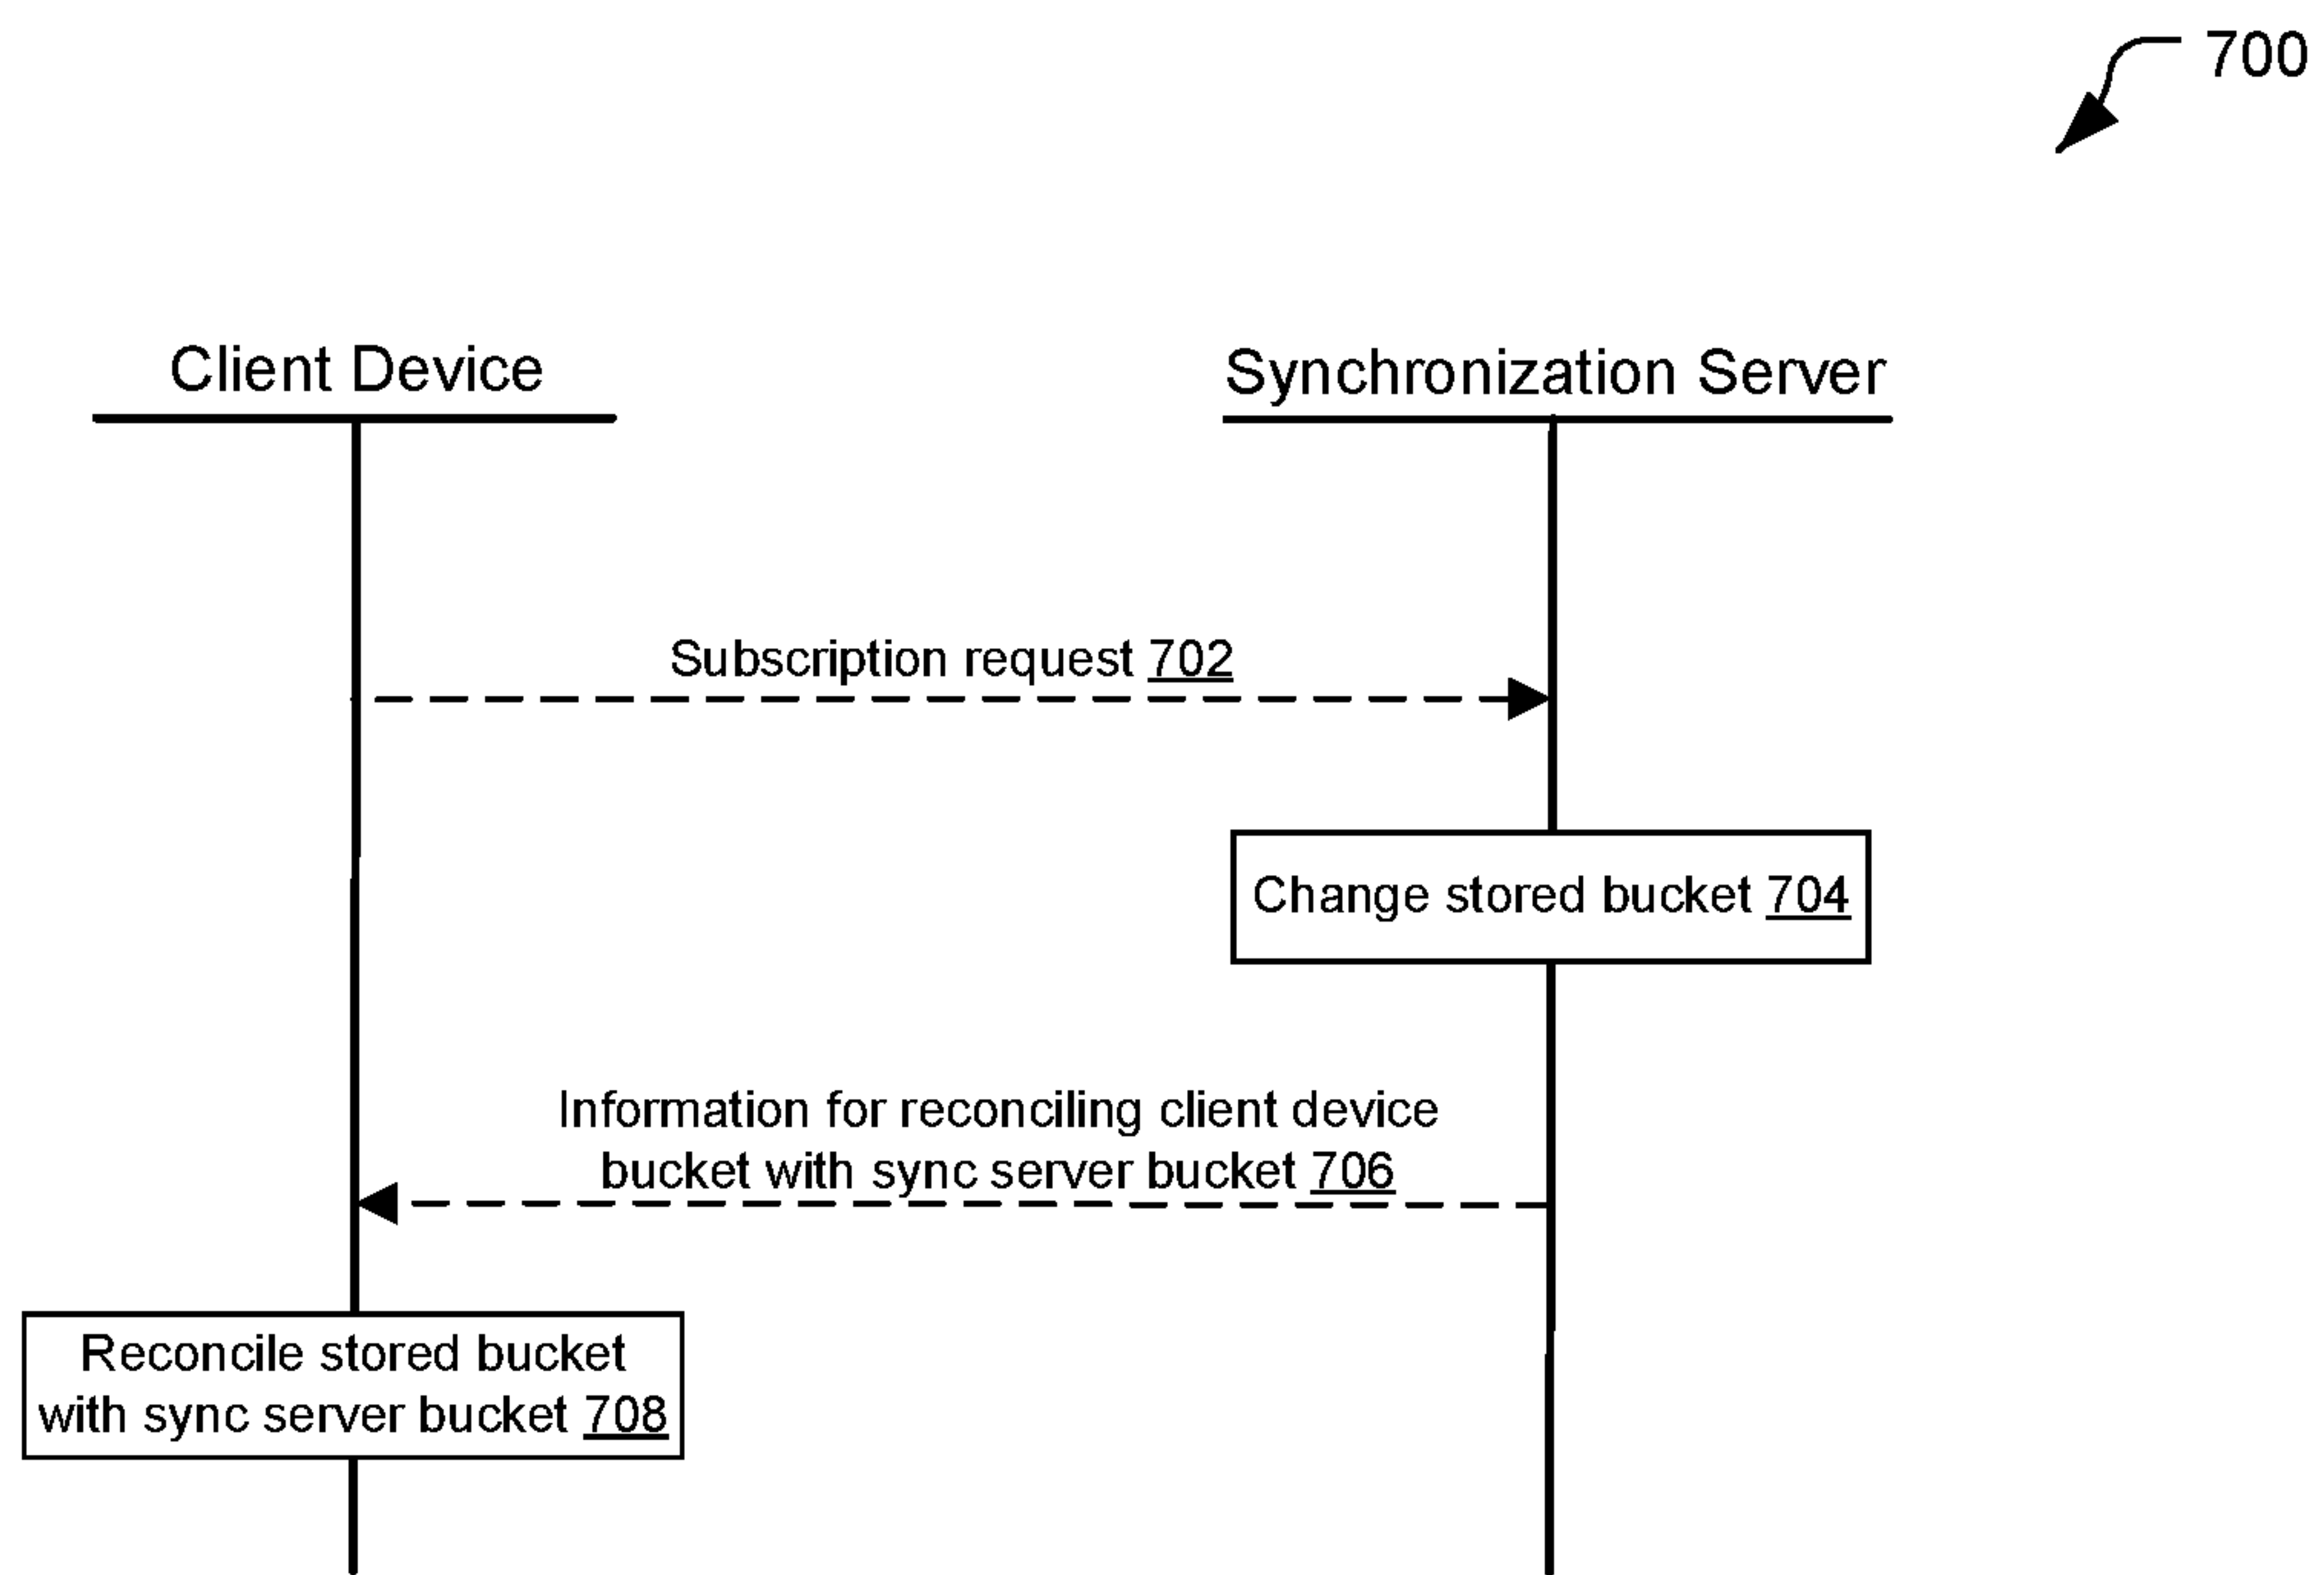 700
Client Device
Synchronization Server
Subscription request 702
Change stored bucket 704
Information for reconciling client device
bucket with sync server bucket 706
Reconcile stored bucket
with sync server bucket 708